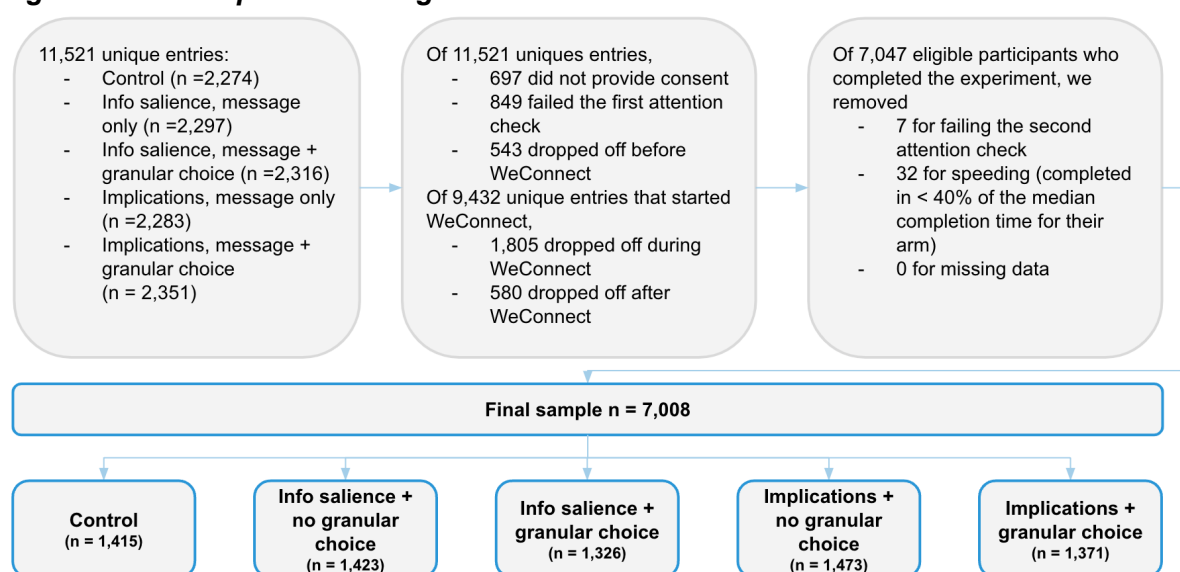 11,521 unique entries:
- Control (n =2,274)
- Info salience, message
only (n =2,297)
- Info salience, message +
granular choice (n =2,316)
- Implications, message only
(n =2,283)
- Implications, message +
granular choice
(n = 2,351)
Of 11,521 uniques entries,
- 697 did not provide consent
- 849 failed the first attention
check
- 543 dropped off before
WeConnect
Of 9,432 unique entries that started
WeConnect,
- 1,805 dropped off during
WeConnect
- 580 dropped off after
WeConnect
Of 7,047 eligible participants who
completed the experiment, we
removed
- 7 for failing the second
attention check
- 32 for speeding (completed
in < 40% of the median
completion time for their
arm)
- 0 for missing data
Final sample n = 7,008
Control
(n = 1,415)
Info salience +
no granular
choice
(n = 1,423)
Info salience +
granular choice
(n = 1,326)
Implications +
no granular
choice
(n = 1,473)
Implications +
granular choice
(n = 1,371)